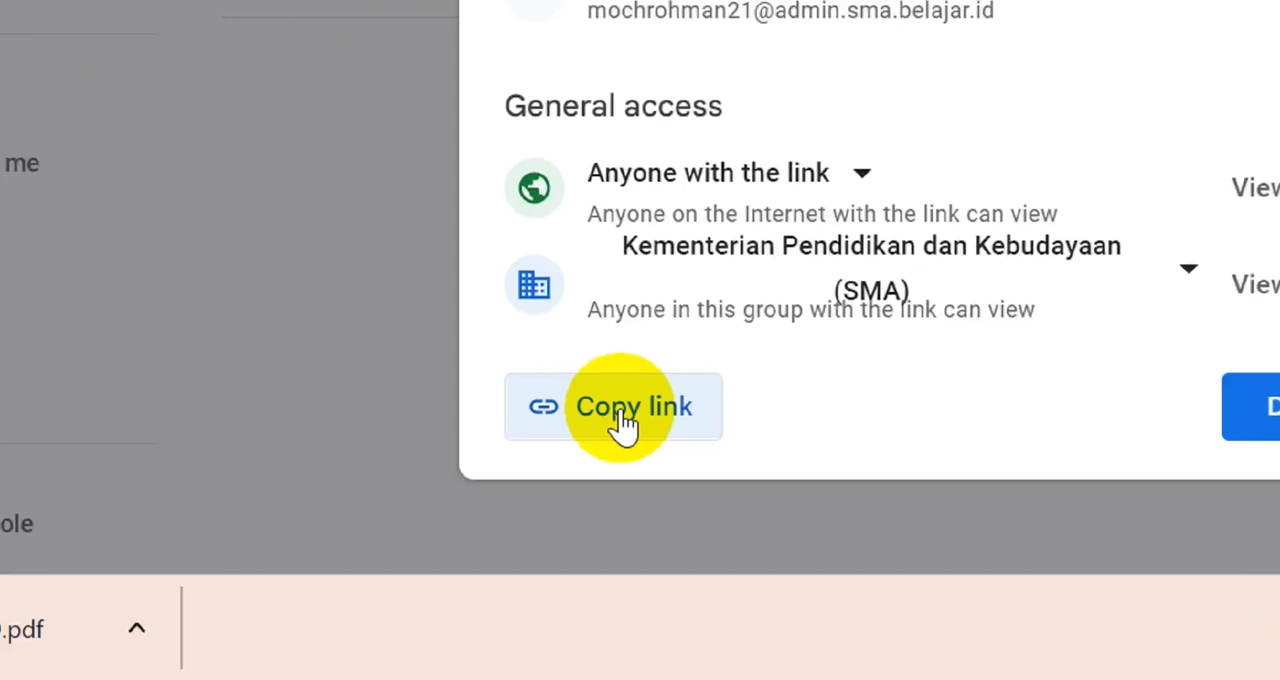 mochrohman21@admin.sma.belajar.id
General access
me
Anyone with the link
View
Anyone on the Internet with the link can view
Kementerian Pendidikan dan Kebudayaan
(SMA)
View
Anyone in this group with the link can view
Copy link
.pdf